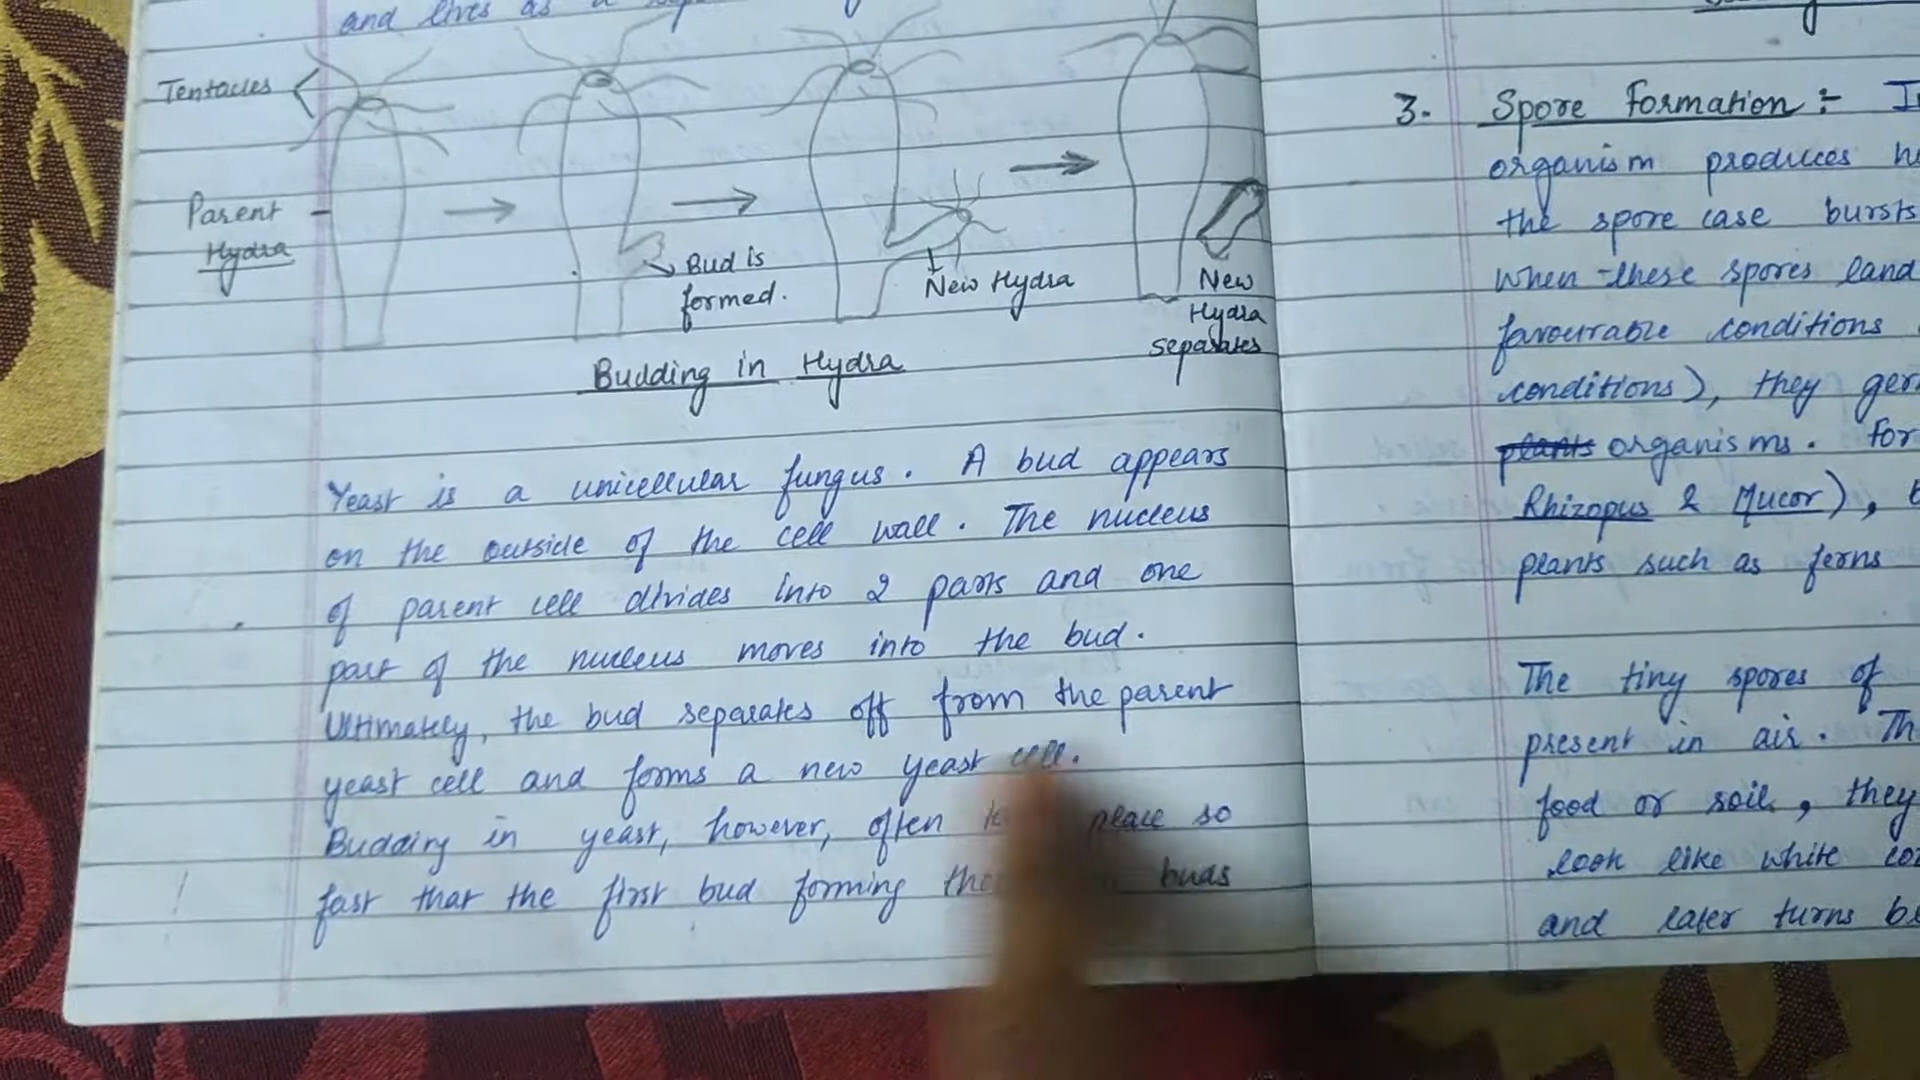 and lives as a
Tentacles
Parent
Hydra
Bud is
formed.
New Hydra
New
Hydra
separates
Budding in Hydra
Yeast is a unicellular fungus. A bud appears
on the outside of the cell wall. The nucleus
of parent cell divides into 2 parts and one
part of the nucleus moves into the bud.
Ultimately, the bud separates off from the parent
yeast cell and forms a new yeast cell.
Budding in yeast, however, often place so
fast that the first bud forming buds
3. Spore Formation :-
organism produces
the spore case bursts
When these spores land
favourable conditions
conditions), they
plants organisms. For
Rhizopus & Mucor),
plants such as ferns
The tiny spores of
present in air.
food or soil, they
look like white
and later turns